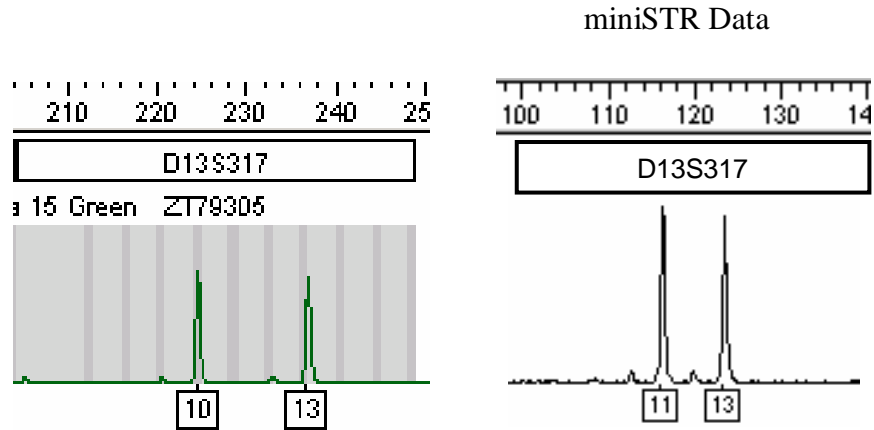 miniSTR Data
210 220 230 240 25
D13S317
a 15 Green ZT79305
10 13
100 110 120 130 14
D13S317
11 13